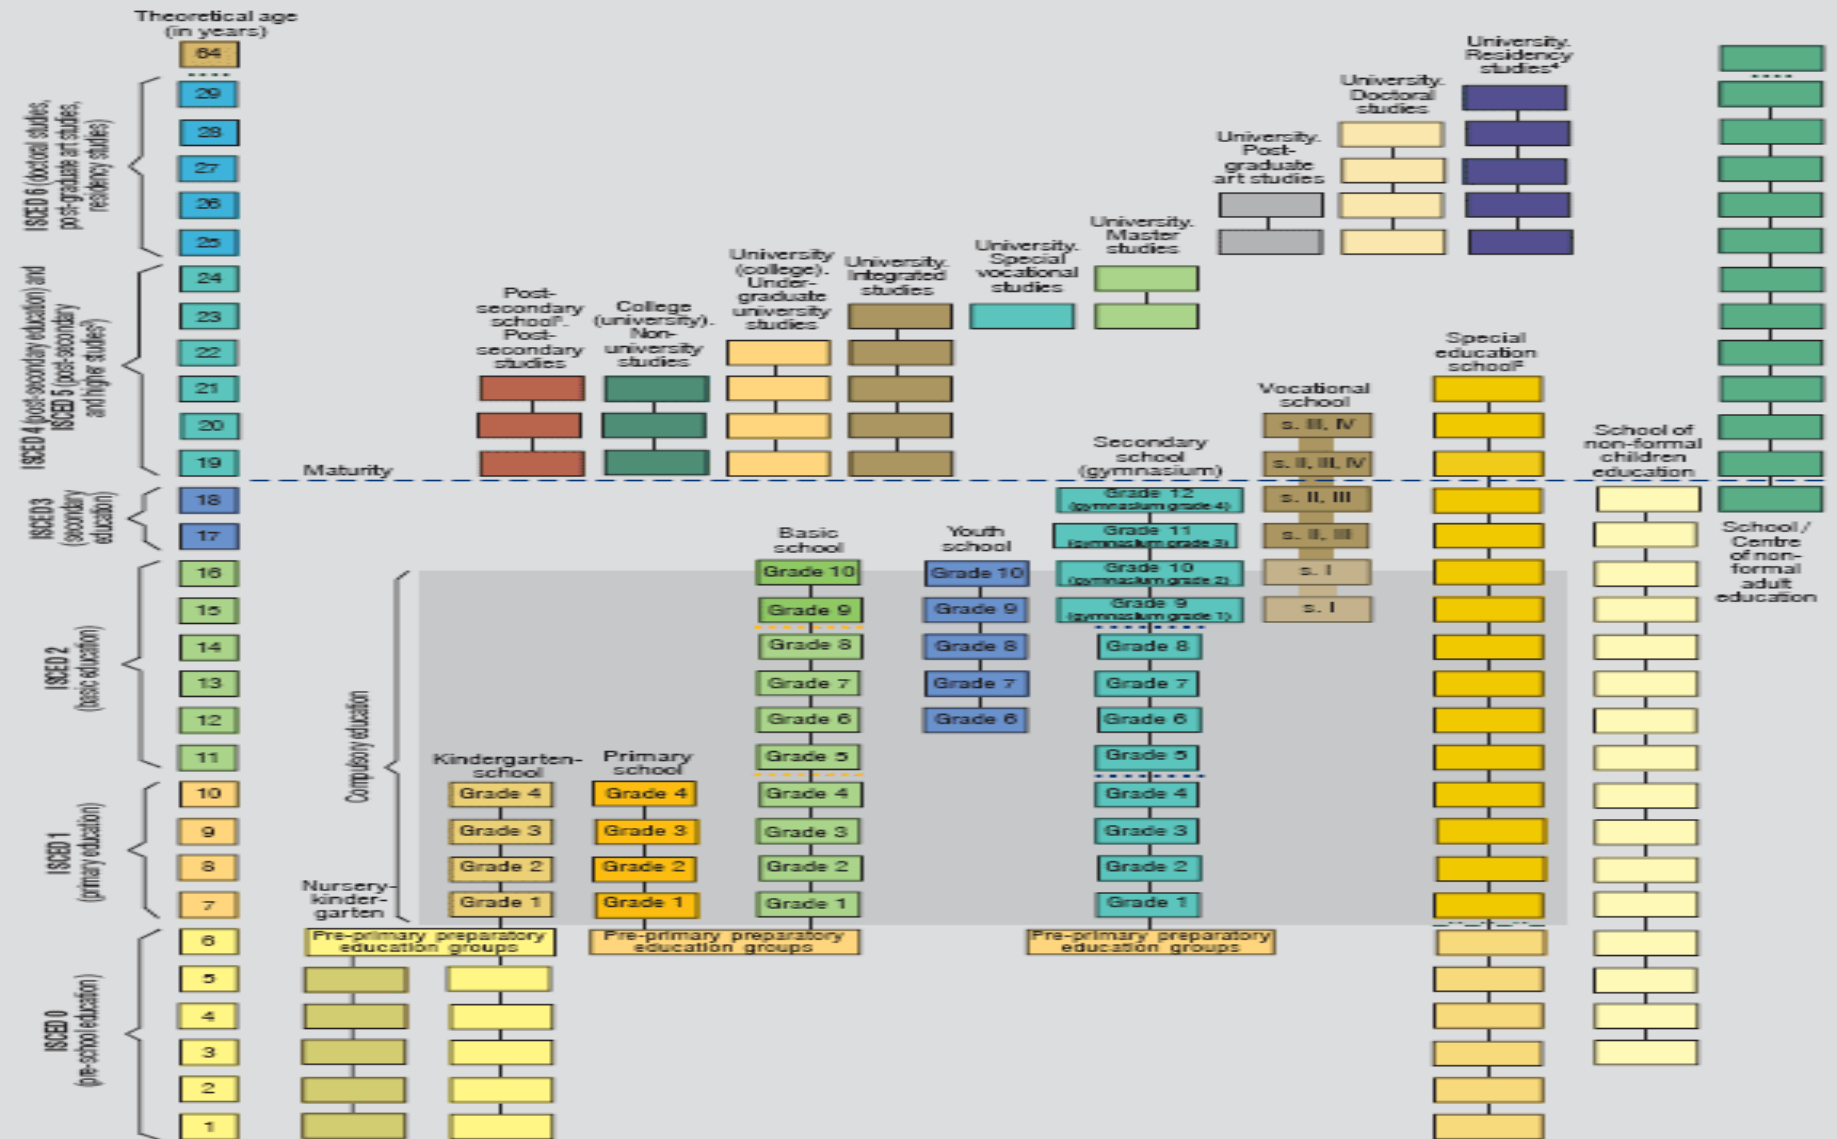 Theoretical age
(in years)
64
29
28
27
26
25
24
23
22
21
20
19
18
17
16
15
14
13
12
11
10
9
8
7
6
5
4
3
2
1
ISCED 6 (doctoral studies,
post-graduate art studies,
residency studies)
ISCED 4 (post-secondary education) and
ISCED 5 (post-secondary
and higher studies³)
ISCED 3
(secondary
education)
ISCED 2
(basic education)
ISCED 1
(primary education)
ISCED 0
(pre-school education)
Maturity
Compulsory education
Nursery-
kinder-
garten
Pre-primary preparatory
education groups
Kindergarten-
school
Grade 4
Grade 3
Grade 2
Grade 1
Primary
school
Grade 4
Grade 3
Grade 2
Grade 1
Pre-primary preparatory
education groups
Post-
secondary
Post-
secondary
studies
College
(university).
Non-
university
studies
University
(college).
Under-
graduate
university
studies
University.
Integrated
studies
University.
Special
vocational
studies
University.
Master
studies
University.
Post-
graduate
art studies
University.
Doctoral
studies
University.
Residency
studies⁴
Basic
school
Grade 10
Grade 9
Grade 8
Grade 7
Grade 6
Grade 5
Grade 4
Grade 3
Grade 2
Grade 1
Youth
school
Grade 10
Grade 9
Grade 8
Grade 7
Grade 6
Secondary
school
(gymnasium)
Grade 12
(gymnasium grade 4)
Grade 11
(gymnasium grade 3)
Grade 10
(gymnasium grade 2)
Grade 9
(gymnasium grade 1)
Grade 8
Grade 7
Grade 6
Grade 5
Grade 4
Grade 3
Grade 2
Grade 1
Pre-primary preparatory
education groups
Vocational
school
s. III, IV
s. II, III, IV
s. II, III
s. II, III
s. I
s. I
Special
education
school²
School of
non-formal
children
education
School /
Centre
of non-
formal
adult
education